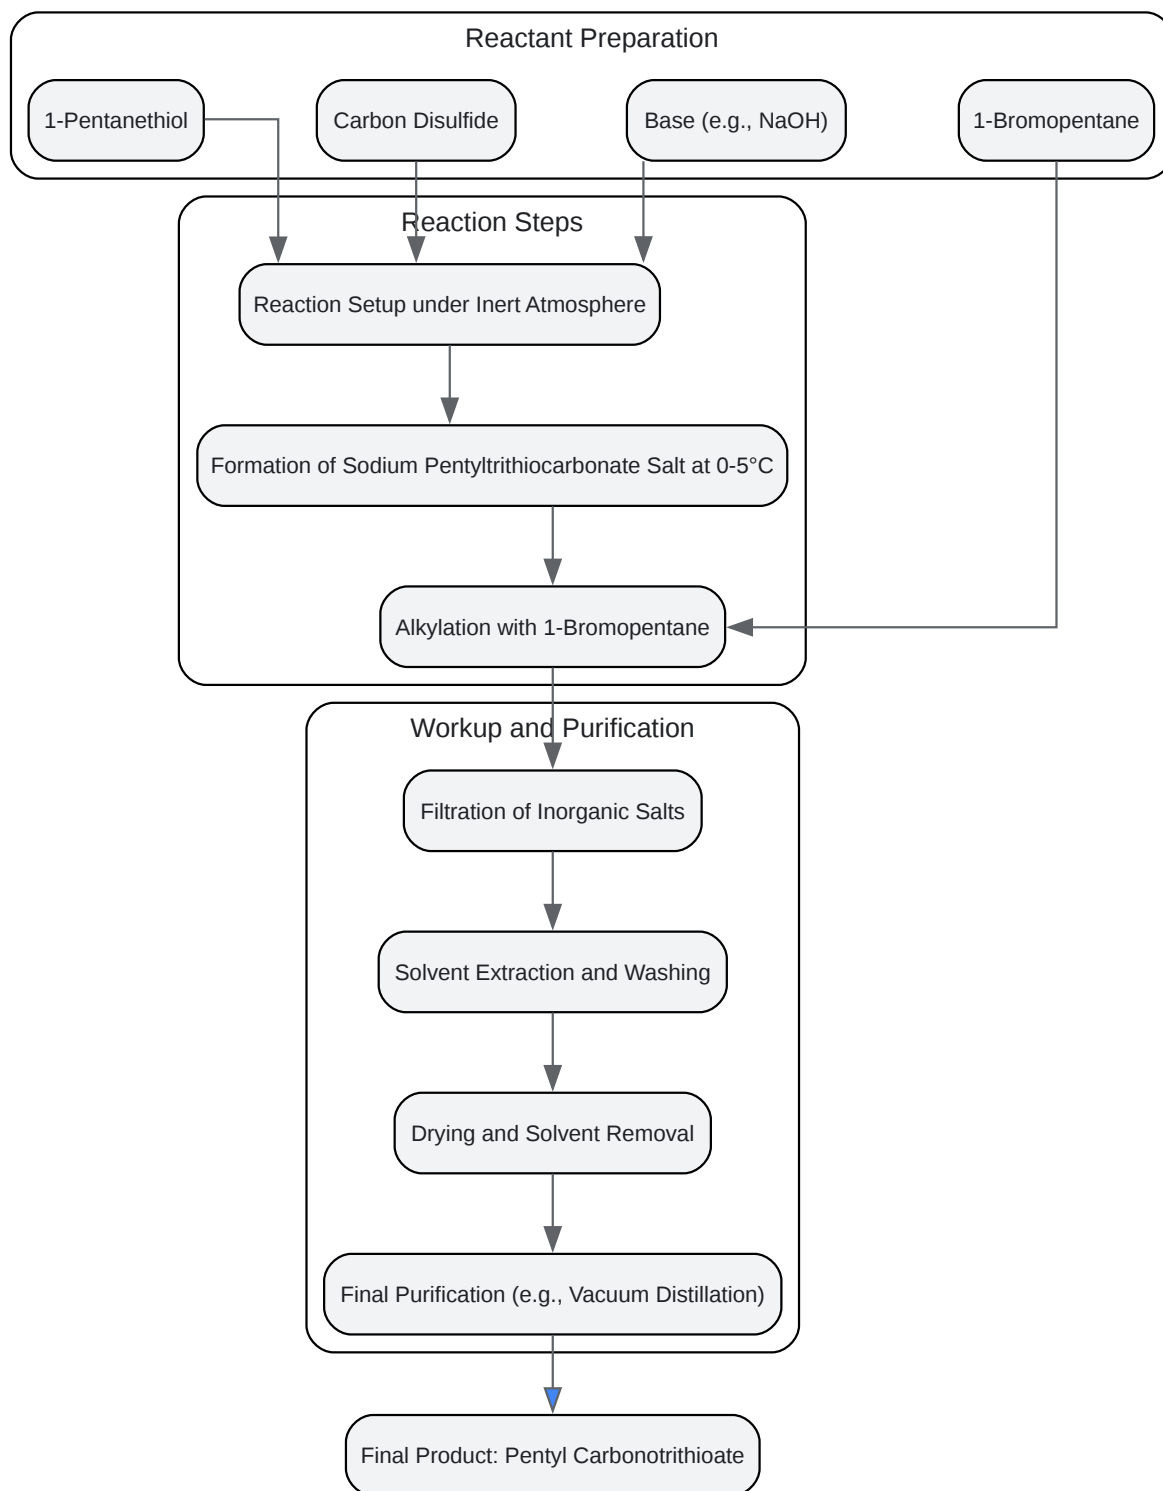 Reactant Preparation
1-Pentanethiol
Carbon Disulfide
Base (e.g., NaOH)
1-Bromopentane
Reaction Steps
Reaction Setup under Inert Atmosphere
Formation of Sodium Pentyltrithiocarbonate Salt at 0-5°C
Alkylation with 1-Bromopentane
Workup and Purification
Filtration of Inorganic Salts
Solvent Extraction and Washing
Drying and Solvent Removal
Final Purification (e.g., Vacuum Distillation)
Final Product: Pentyl Carbonotrithioate